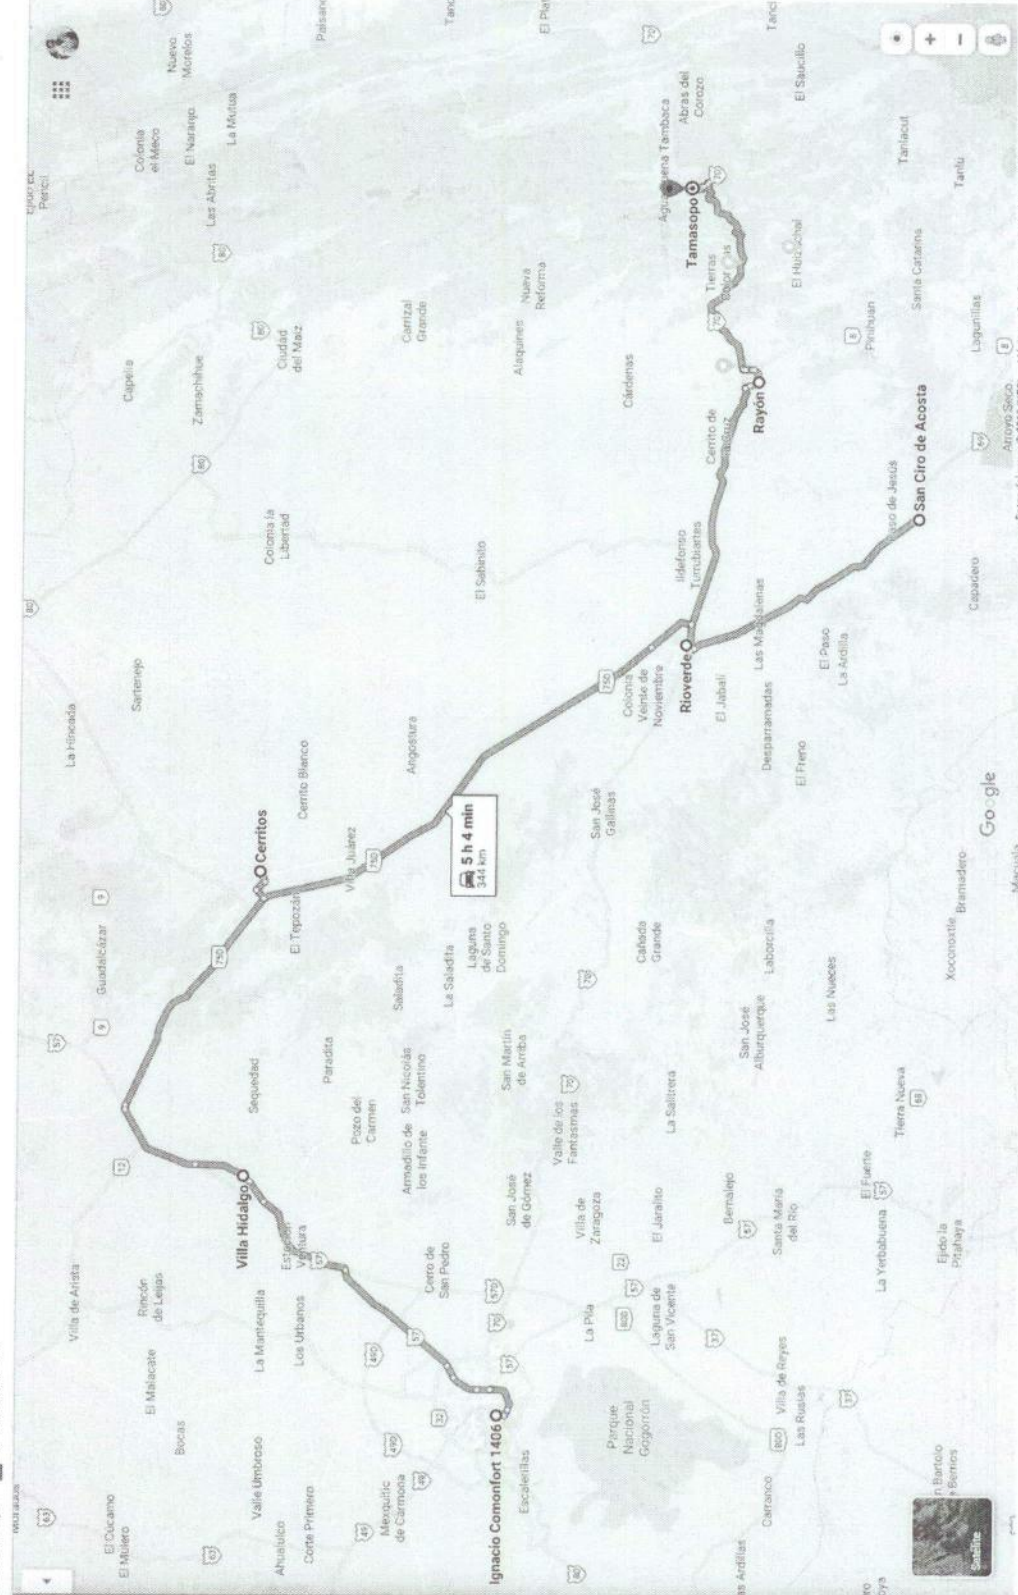 Ignacio Comonfort 1406
Villa Hidalgo
Cerritos
Rioverde
San Ciro de Acosta
Rayón
Tamasopo
5 h 4 min
344 km
Nuevo
Morelos
Colonia
el Meco
El Naranjo
La Mutua
Las Abritas
Ciudad
del Maíz
Capella
Zamachihue
Colonia la
Libertad
Carrizal
Grande
Nueva
Reforma
Alaquines
Cárdenas
El Sabinito
Abras del
Corozo
El Saucillo
Tanlacut
Tanlú
Santa Catarina
Lagunillas
Pinihuan
Arroyo Seco
Cerrito de
Tierras
Ildefonso
Turrubiartes
Las Magdalenas
El Paso
La Ardilla
Capadero
El Jabalí
Colonia
Veinte de
Noviembre
Desparramadas
El Freno
San José
Gallinas
Angostura
Cerrito Blanco
Sartenejo
La Hincada
Villa Juárez
El Tepozán
Guadalcázar
Laguna
de Santo
Domingo
La Saladita
Saladita
Cañada
Grande
Laborcilla
Las Nueces
San José
Alburquerque
Xoconoxtle
Bramadero
Tierra Nueva
La Salitrera
San Martín
de Arriba
Valle de los
Fantasmas
San Nicolás
Tolentino
Armadillo de
los Infante
Pozo del
Carmen
Paradita
Sequedad
San José
de Gómez
Villa de
Zaragoza
El Jaralito
Bernalejo
Santa María
del Río
El Fuerte
La Yerbabuena
Ejido la
Pitahaya
Cerro de
San Pedro
La Pila
Laguna de
San Vicente
Villa de Reyes
Las Rusias
Parque
Nacional
Gogorrón
Carranco
Escalerillas
Mexquitic
de Carmona
Corte Primero
Ahualulco
Valle Umbroso
Bocas
El Malacate
Rincón
de Leijas
Villa de Arista
La Mantequilla
Los Urbanos
El Cúcamo
El Mulero
Google
Satélite